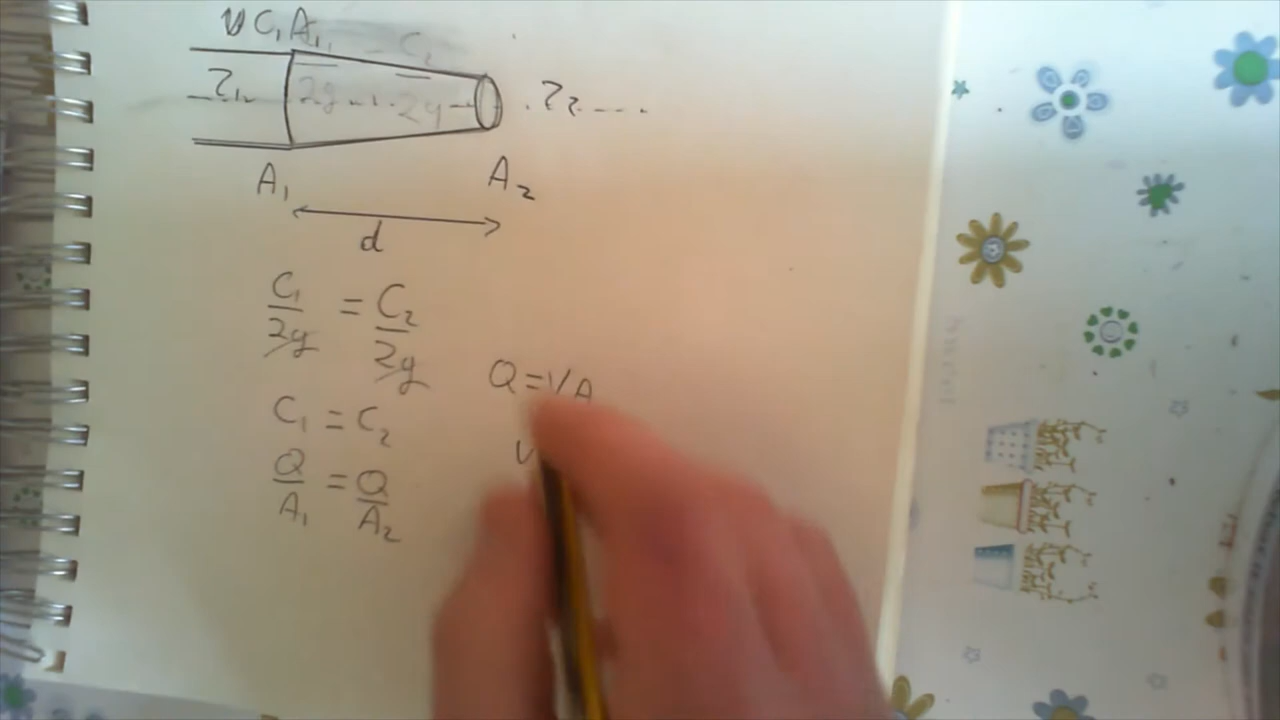 V C₁ A₁ C₂
Z₁ 2g 2g Z₂
A₁ A₂
d
C₁/2g = C₂/2g
Q = VA
C₁ = C₂
V
Q/A₁ = Q/A₂